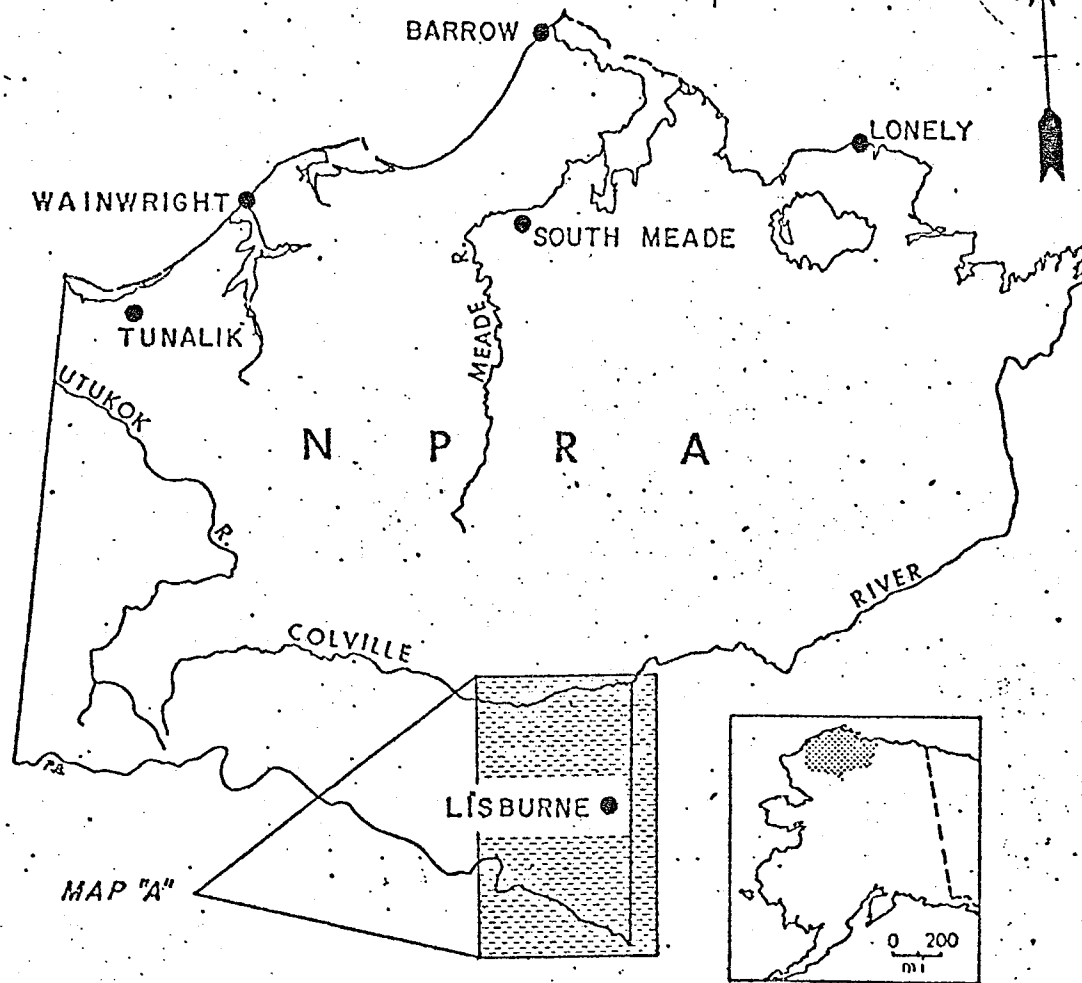 BARROW
LONELY
WAINWRIGHT
SOUTH MEADE
R.
MEADE
TUNALIK
UTUKOK
N P R A
R.
RIVER
COLVILLE
LISBURNE
MAP "A"
0 200
mi